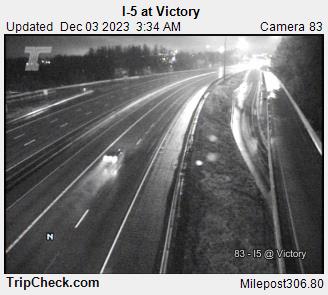 I-5 at Victory
Updated  Dec 03 2023  3:34 AM
Camera 83
T
N
83 - I5 @ Victory
TripCheck.com
Milepost306.80